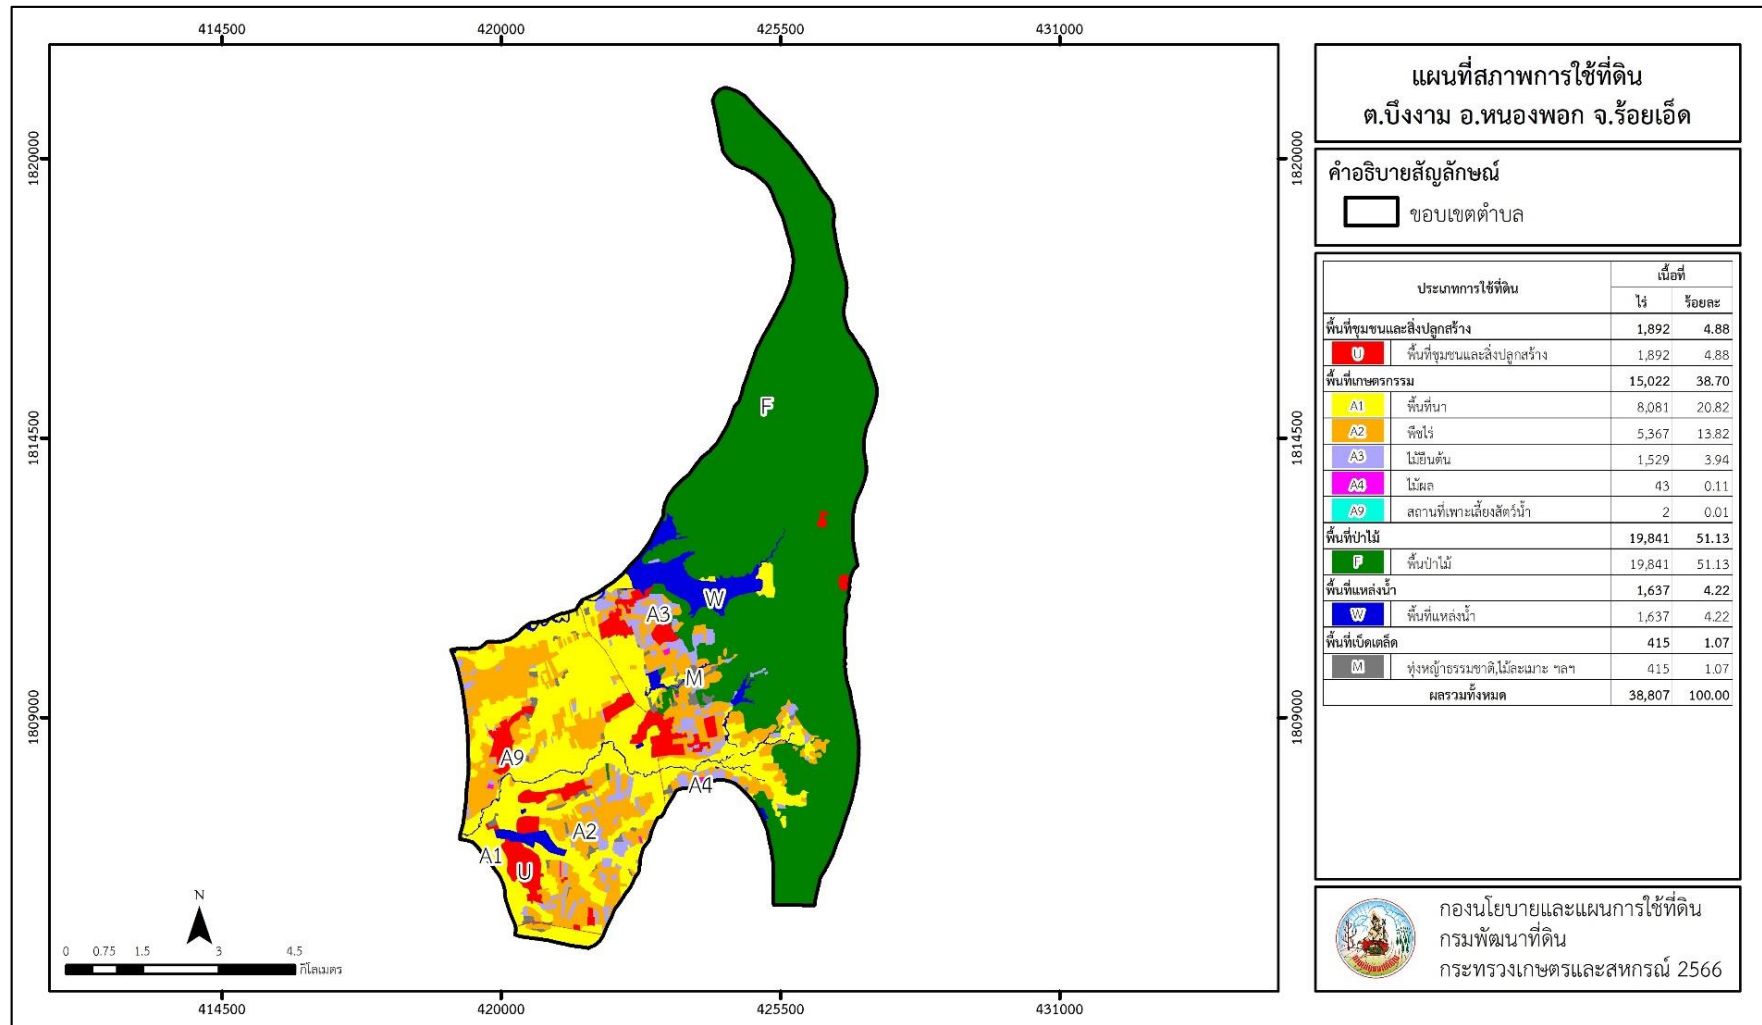 414500 420000 425500 431000
1820000 1820000
1814500 1814500
1809000 1809000
F
W
A3
M
A9
A4
A2
A1
U
N
0 0.75 1.5 3 4.5
กิโลเมตร
414500 420000 425500 431000
แผนที่สภาพการใช้ที่ดิน
ต.บึงงาม อ.หนองพอก จ.ร้อยเอ็ด
คำอธิบายสัญลักษณ์
ขอบเขตตำบล
ประเภทการใช้ที่ดิน เนื้อที่
ไร่ ร้อยละ
พื้นที่ชุมชนและสิ่งปลูกสร้าง 1,892 4.88
U พื้นที่ชุมชนและสิ่งปลูกสร้าง 1,892 4.88
พื้นที่เกษตรกรรม 15,022 38.70
A1 พื้นที่นา 8,081 20.82
A2 พืชไร่ 5,367 13.82
A3 ไม้ยืนต้น 1,529 3.94
A4 ไม้ผล 43 0.11
A9 สถานที่เพาะเลี้ยงสัตว์น้ำ 2 0.01
พื้นที่ป่าไม้ 19,841 51.13
F พื้นป่าไม้ 19,841 51.13
พื้นที่แหล่งน้ำ 1,637 4.22
W พื้นที่แหล่งน้ำ 1,637 4.22
พื้นที่เบ็ดเตล็ด 415 1.07
M ทุ่งหญ้าธรรมชาติ,ไม้ละเมาะ ฯลฯ 415 1.07
ผลรวมทั้งหมด 38,807 100.00
กองนโยบายและแผนการใช้ที่ดิน
กรมพัฒนาที่ดิน
กระทรวงเกษตรและสหกรณ์ 2566